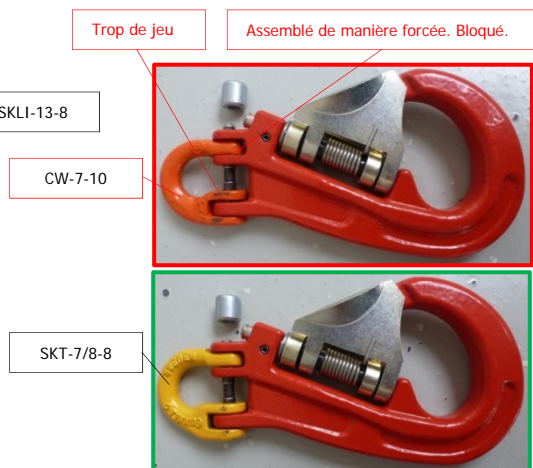 Trop de jeu
Assemblé de manière forcée. Bloqué.
SKLI-13-8
CW-7-10
SKT-7/8-8